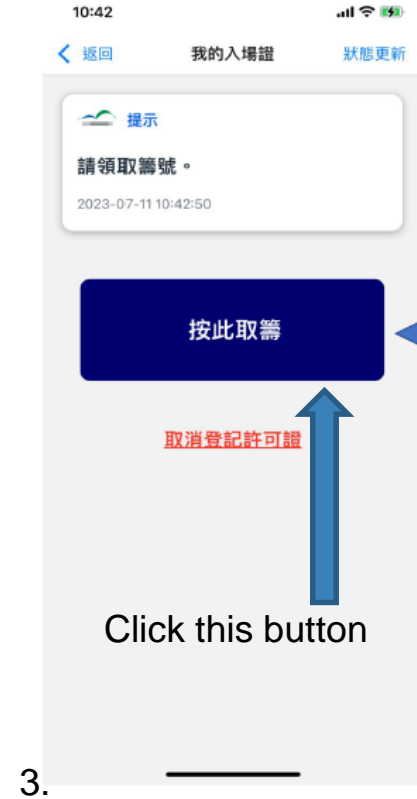 10:42
返回 我的入場證 狀態更新
提示
請領取籌號。
2023-07-11 10:42:50
按此取籌
取消登記許可證
Click this button
3.